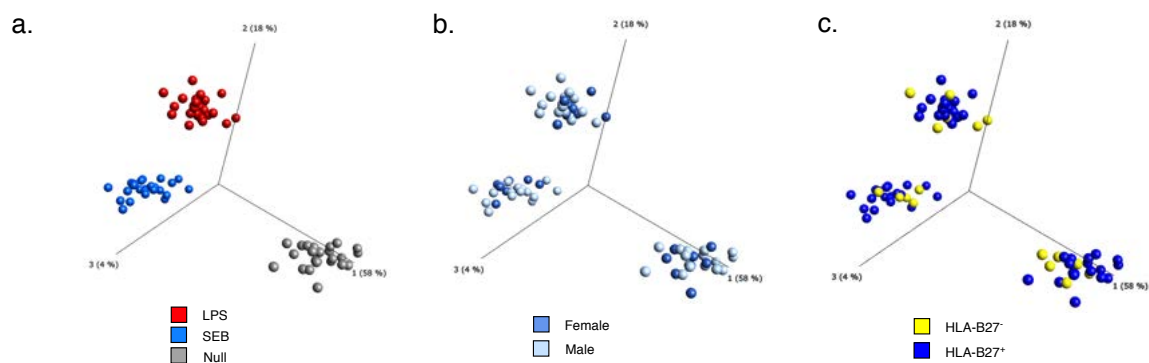 a.
2 (18 %)
3 (4 %)
1 (58 %)
LPS
SEB
Null
b.
2 (18 %)
3 (4 %)
1 (58 %)
Female
Male
c.
2 (18 %)
3 (4 %)
1 (58 %)
HLA-B27⁻
HLA-B27⁺